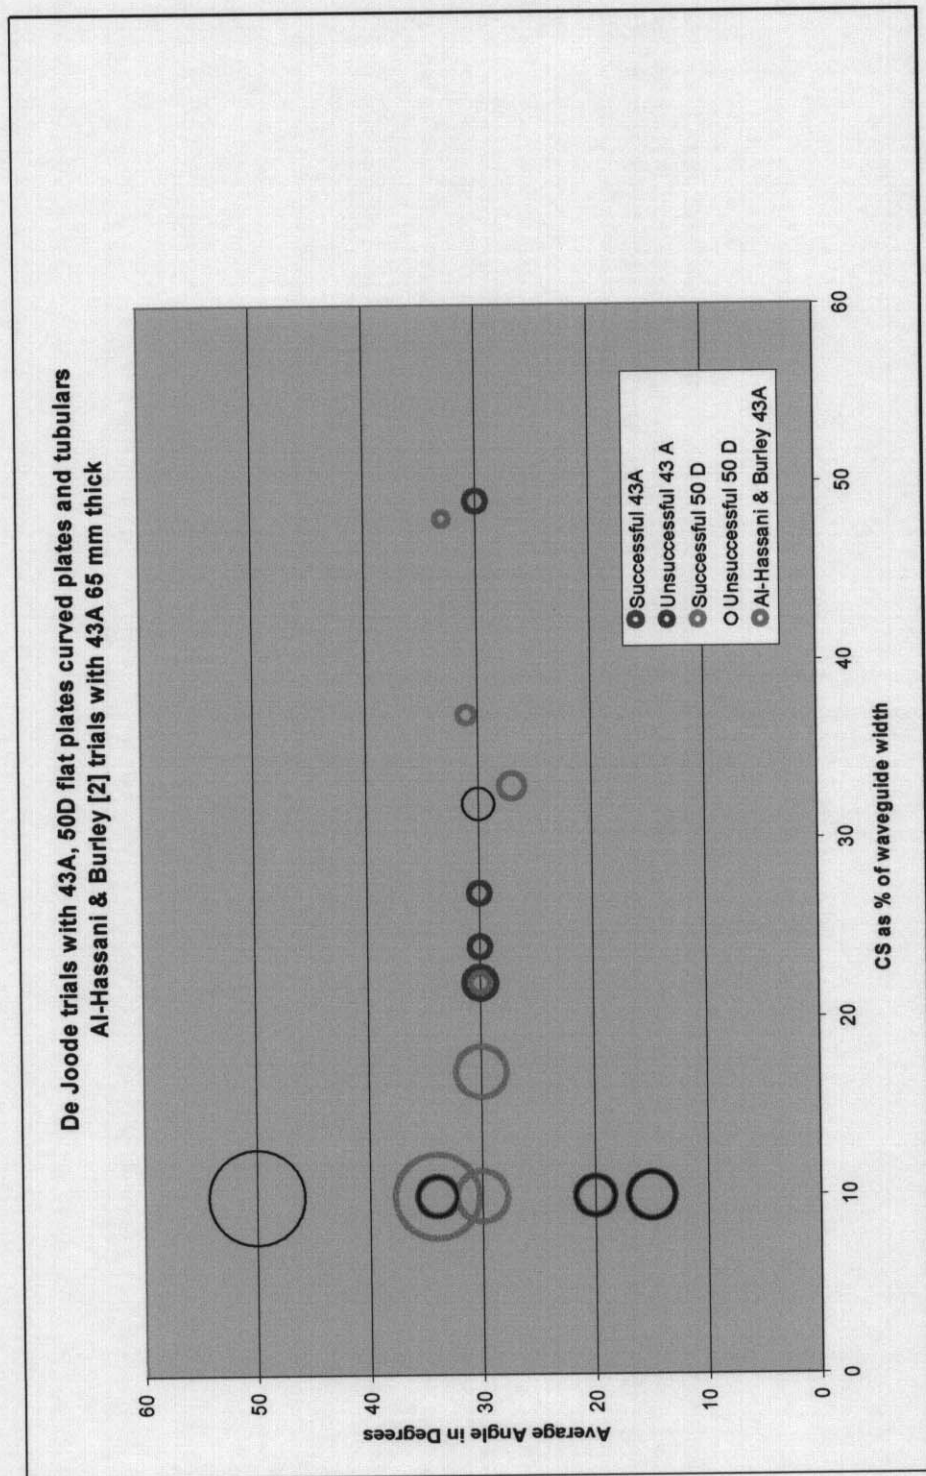 De Joode trials with 43A, 50D flat plates curved plates and tubulars
Al-Hassani & Burley [2] trials with 43A 65 mm thick
60
50
40
30
20
10
0
Average Angle in Degrees
0
10
20
30
40
50
60
CS as % of waveguide width
Successful 43A
Unsuccessful 43 A
Successful 50 D
Unsuccessful 50 D
Al-Hassani & Burley 43A